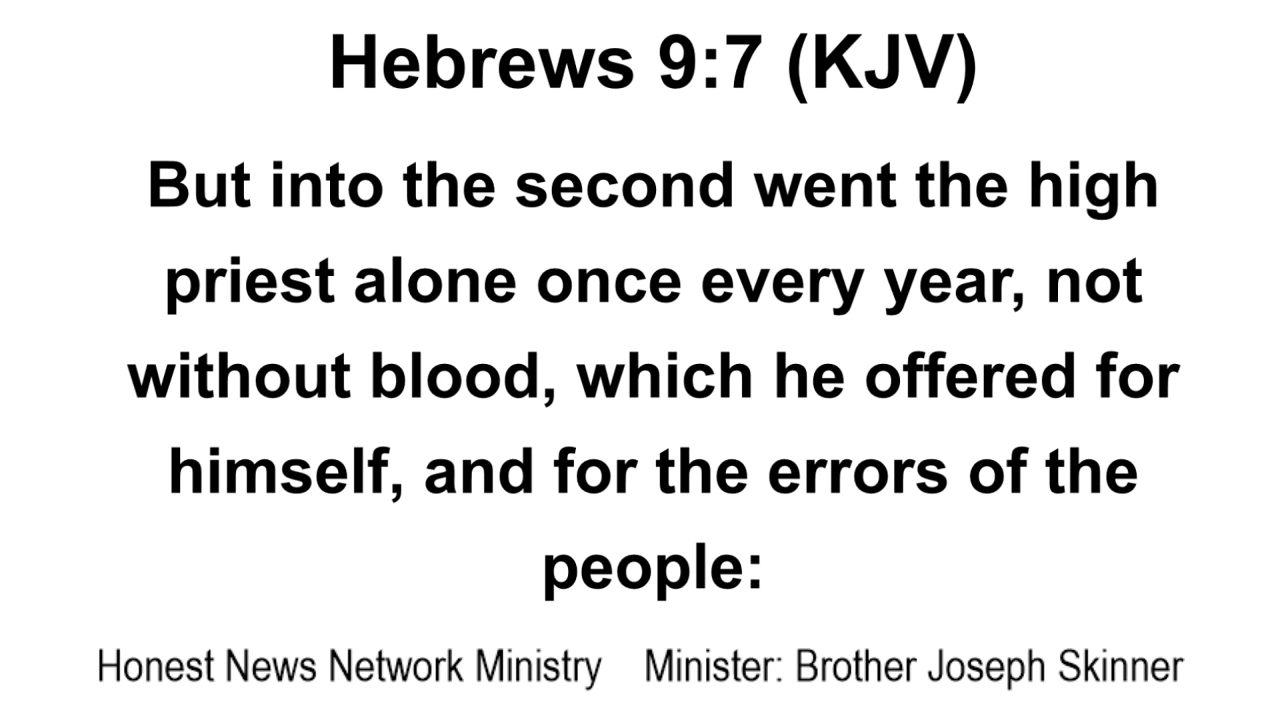 Hebrews 9:7 (KJV)
But into the second went the high
priest alone once every year, not
without blood, which he offered for
himself, and for the errors of the
people:
Honest News Network Ministry    Minister: Brother Joseph Skinner